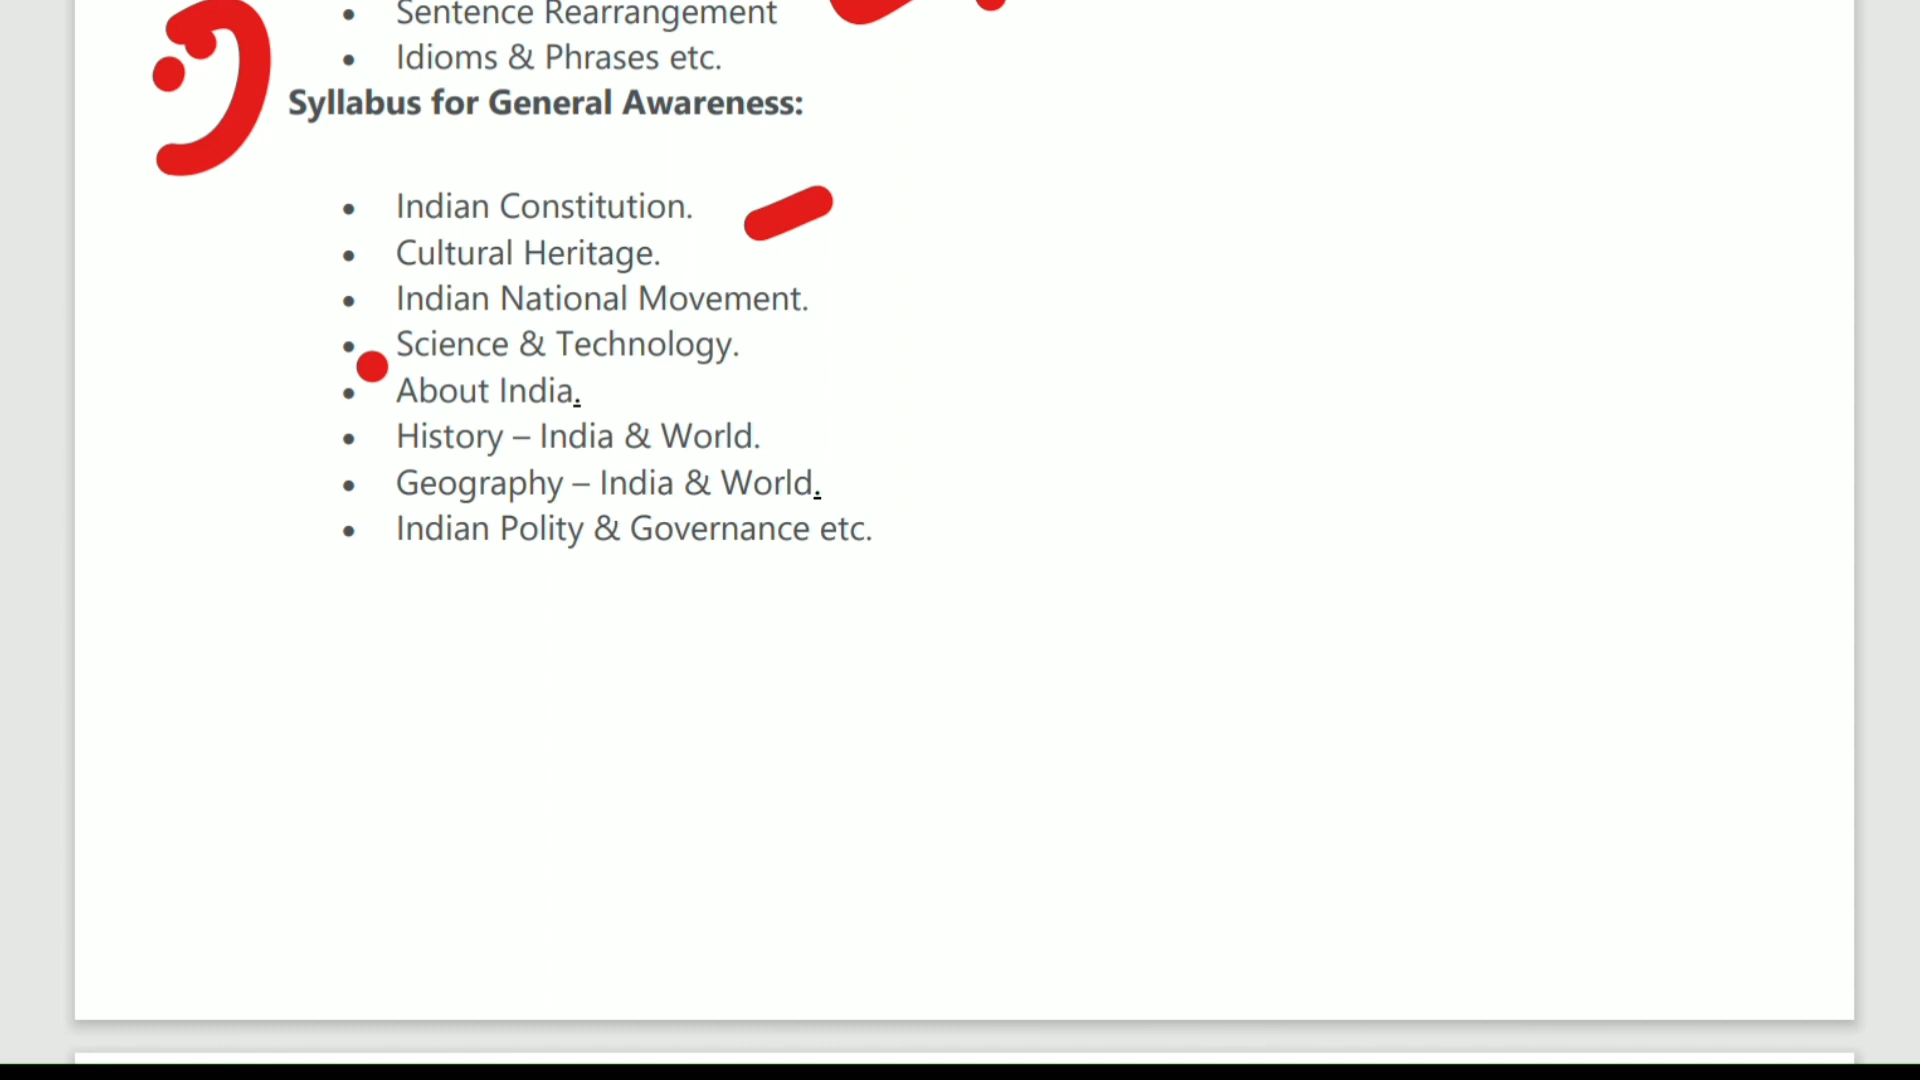 • Sentence Rearrangement
• Idioms & Phrases etc.
Syllabus for General Awareness:
• Indian Constitution.
• Cultural Heritage.
• Indian National Movement.
• Science & Technology.
• About India.
• History – India & World.
• Geography – India & World.
• Indian Polity & Governance etc.